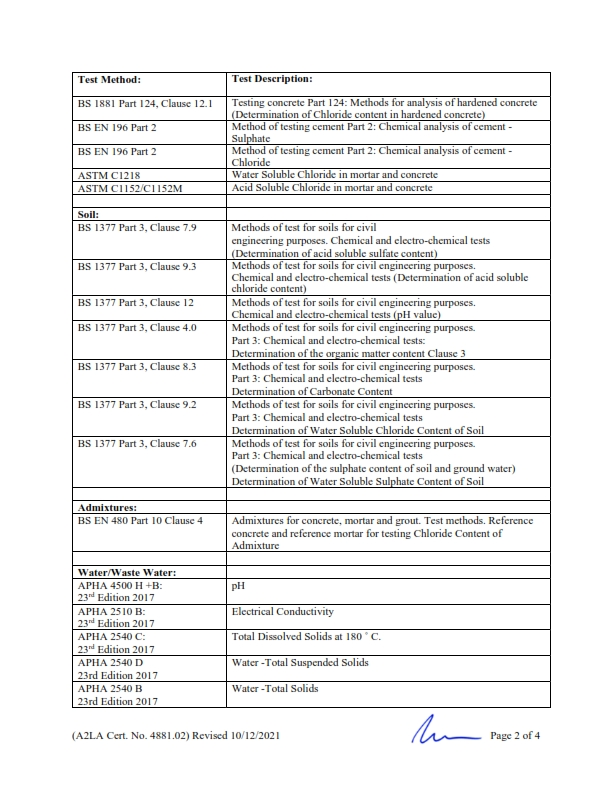 Test Method: Test Description:
BS 1881 Part 124, Clause 12.1 Testing concrete Part 124: Methods for analysis of hardened concrete
(Determination of Chloride content in hardened concrete)
BS EN 196 Part 2 Method of testing cement Part 2: Chemical analysis of cement -
Sulphate
BS EN 196 Part 2 Method of testing cement Part 2: Chemical analysis of cement -
Chloride
ASTM C1218 Water Soluble Chloride in mortar and concrete
ASTM C1152/C1152M Acid Soluble Chloride in mortar and concrete
Soil:
BS 1377 Part 3, Clause 7.9 Methods of test for soils for civil
engineering purposes. Chemical and electro-chemical tests
(Determination of acid soluble sulfate content)
BS 1377 Part 3, Clause 9.3 Methods of test for soils for civil engineering purposes.
Chemical and electro-chemical tests (Determination of acid soluble
chloride content)
BS 1377 Part 3, Clause 12 Methods of test for soils for civil engineering purposes.
Chemical and electro-chemical tests (pH value)
BS 1377 Part 3, Clause 4.0 Methods of test for soils for civil engineering purposes.
Part 3: Chemical and electro-chemical tests:
Determination of the organic matter content Clause 3
BS 1377 Part 3, Clause 8.3 Methods of test for soils for civil engineering purposes.
Part 3: Chemical and electro-chemical tests
Determination of Carbonate Content
BS 1377 Part 3, Clause 9.2 Methods of test for soils for civil engineering purposes.
Part 3: Chemical and electro-chemical tests
Determination of Water Soluble Chloride Content of Soil
BS 1377 Part 3, Clause 7.6 Methods of test for soils for civil engineering purposes.
Part 3: Chemical and electro-chemical tests
(Determination of the sulphate content of soil and ground water)
Determination of Water Soluble Sulphate Content of Soil
Admixtures:
BS EN 480 Part 10 Clause 4 Admixtures for concrete, mortar and grout. Test methods. Reference
concrete and reference mortar for testing Chloride Content of
Admixture
Water/Waste Water:
APHA 4500 H +B: pH
23rd Edition 2017
APHA 2510 B: Electrical Conductivity
23rd Edition 2017
APHA 2540 C: Total Dissolved Solids at 180 ˚ C.
23rd Edition 2017
APHA 2540 D Water -Total Suspended Solids
23rd Edition 2017
APHA 2540 B Water -Total Solids
23rd Edition 2017
(A2LA Cert. No. 4881.02) Revised 10/12/2021 Page 2 of 4